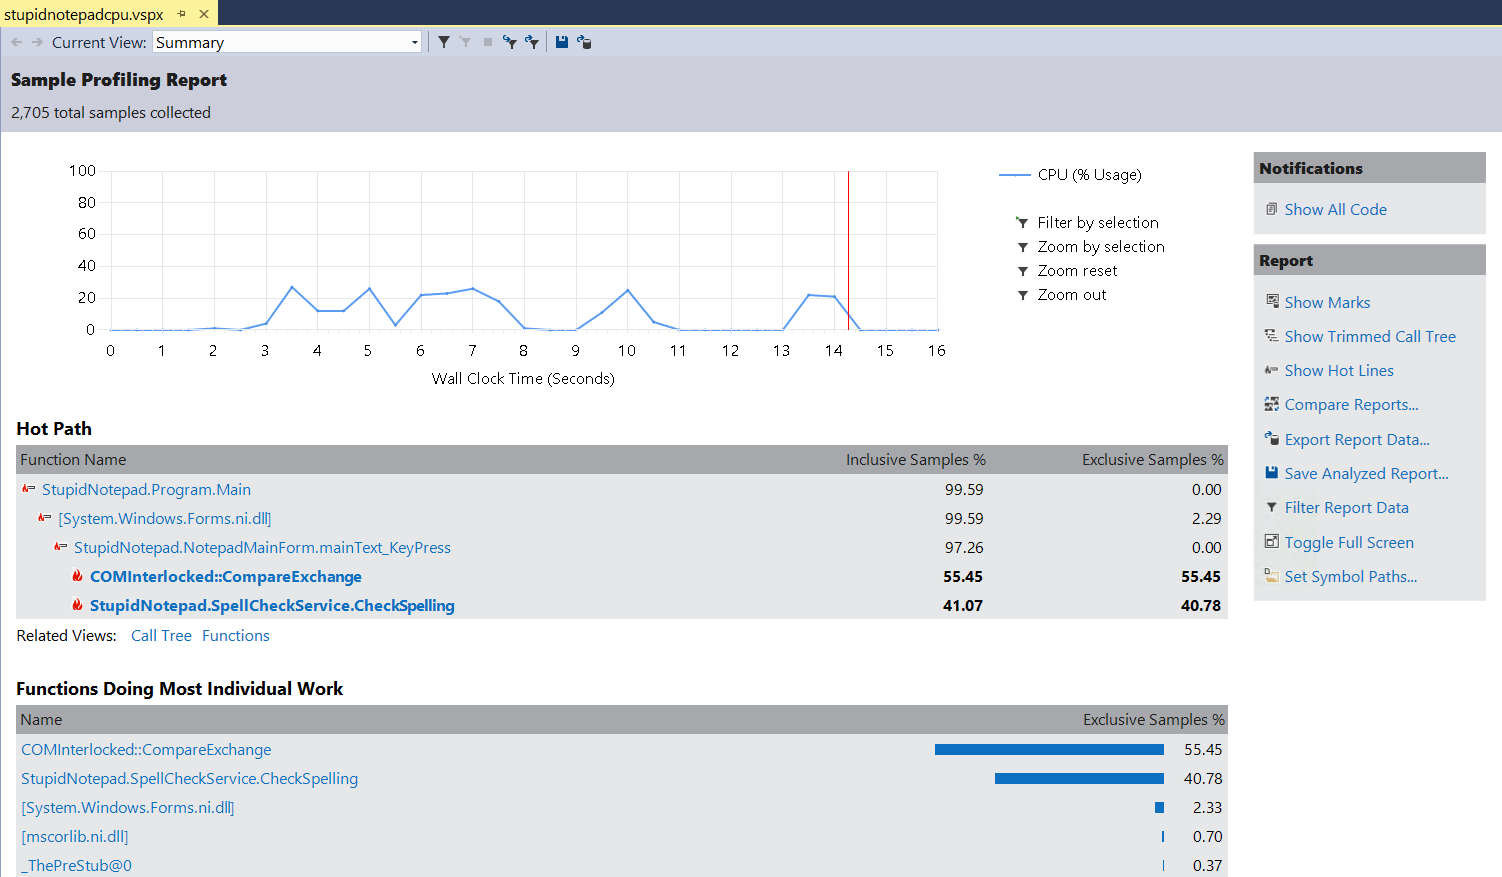 stupidnotepadcpu.vspx
Current View: Summary
Sample Profiling Report
2,705 total samples collected
100
80
60
40
20
0
0 1 2 3 4 5 6 7 8 9 10 11 12 13 14 15 16
Wall Clock Time (Seconds)
CPU (% Usage)
Filter by selection
Zoom by selection
Zoom reset
Zoom out
Notifications
Show All Code
Report
Show Marks
Show Trimmed Call Tree
Show Hot Lines
Compare Reports...
Export Report Data...
Save Analyzed Report...
Filter Report Data
Toggle Full Screen
Set Symbol Paths...
Hot Path
Function Name Inclusive Samples % Exclusive Samples %
StupidNotepad.Program.Main 99.59 0.00
[System.Windows.Forms.ni.dll] 99.59 2.29
StupidNotepad.NotepadMainForm.mainText_KeyPress 97.26 0.00
COMInterlocked::CompareExchange 55.45 55.45
StupidNotepad.SpellCheckService.CheckSpelling 41.07 40.78
Related Views: Call Tree Functions
Functions Doing Most Individual Work
Name Exclusive Samples %
COMInterlocked::CompareExchange 55.45
StupidNotepad.SpellCheckService.CheckSpelling 40.78
[System.Windows.Forms.ni.dll] 2.33
[mscorlib.ni.dll] 0.70
_ThePreStub@0 0.37